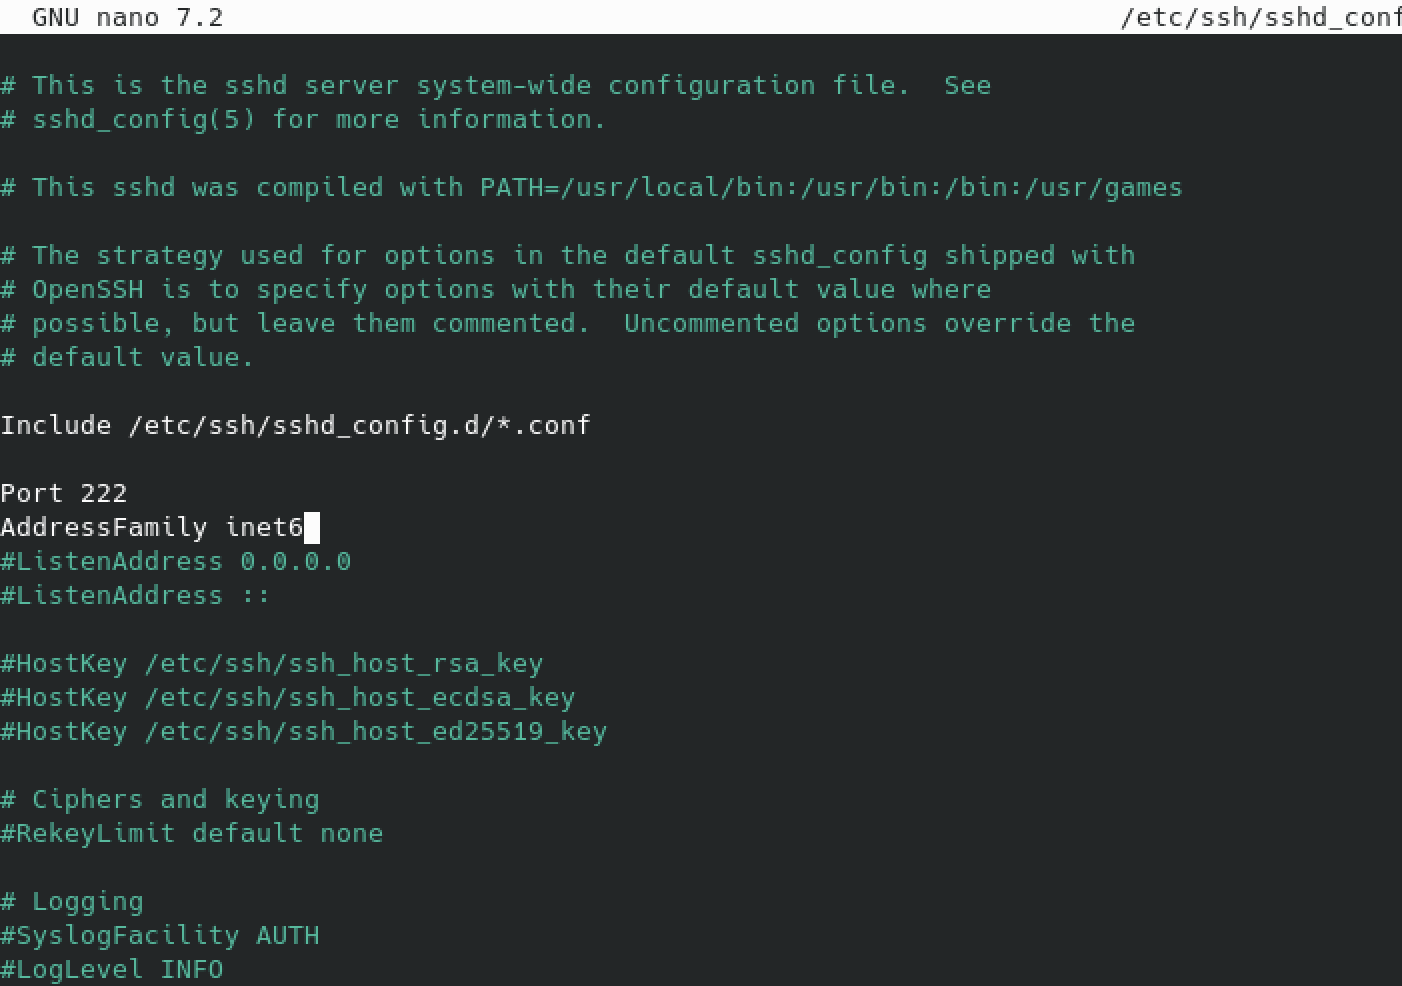 GNU nano 7.2 /etc/ssh/sshd_conf
# This is the sshd server system-wide configuration file.  See
# sshd_config(5) for more information.
# This sshd was compiled with PATH=/usr/local/bin:/usr/bin:/bin:/usr/games
# The strategy used for options in the default sshd_config shipped with
# OpenSSH is to specify options with their default value where
# possible, but leave them commented.  Uncommented options override the
# default value.
Include /etc/ssh/sshd_config.d/*.conf
Port 222
AddressFamily inet6
#ListenAddress 0.0.0.0
#ListenAddress ::
#HostKey /etc/ssh/ssh_host_rsa_key
#HostKey /etc/ssh/ssh_host_ecdsa_key
#HostKey /etc/ssh/ssh_host_ed25519_key
# Ciphers and keying
#RekeyLimit default none
# Logging
#SyslogFacility AUTH
#LogLevel INFO